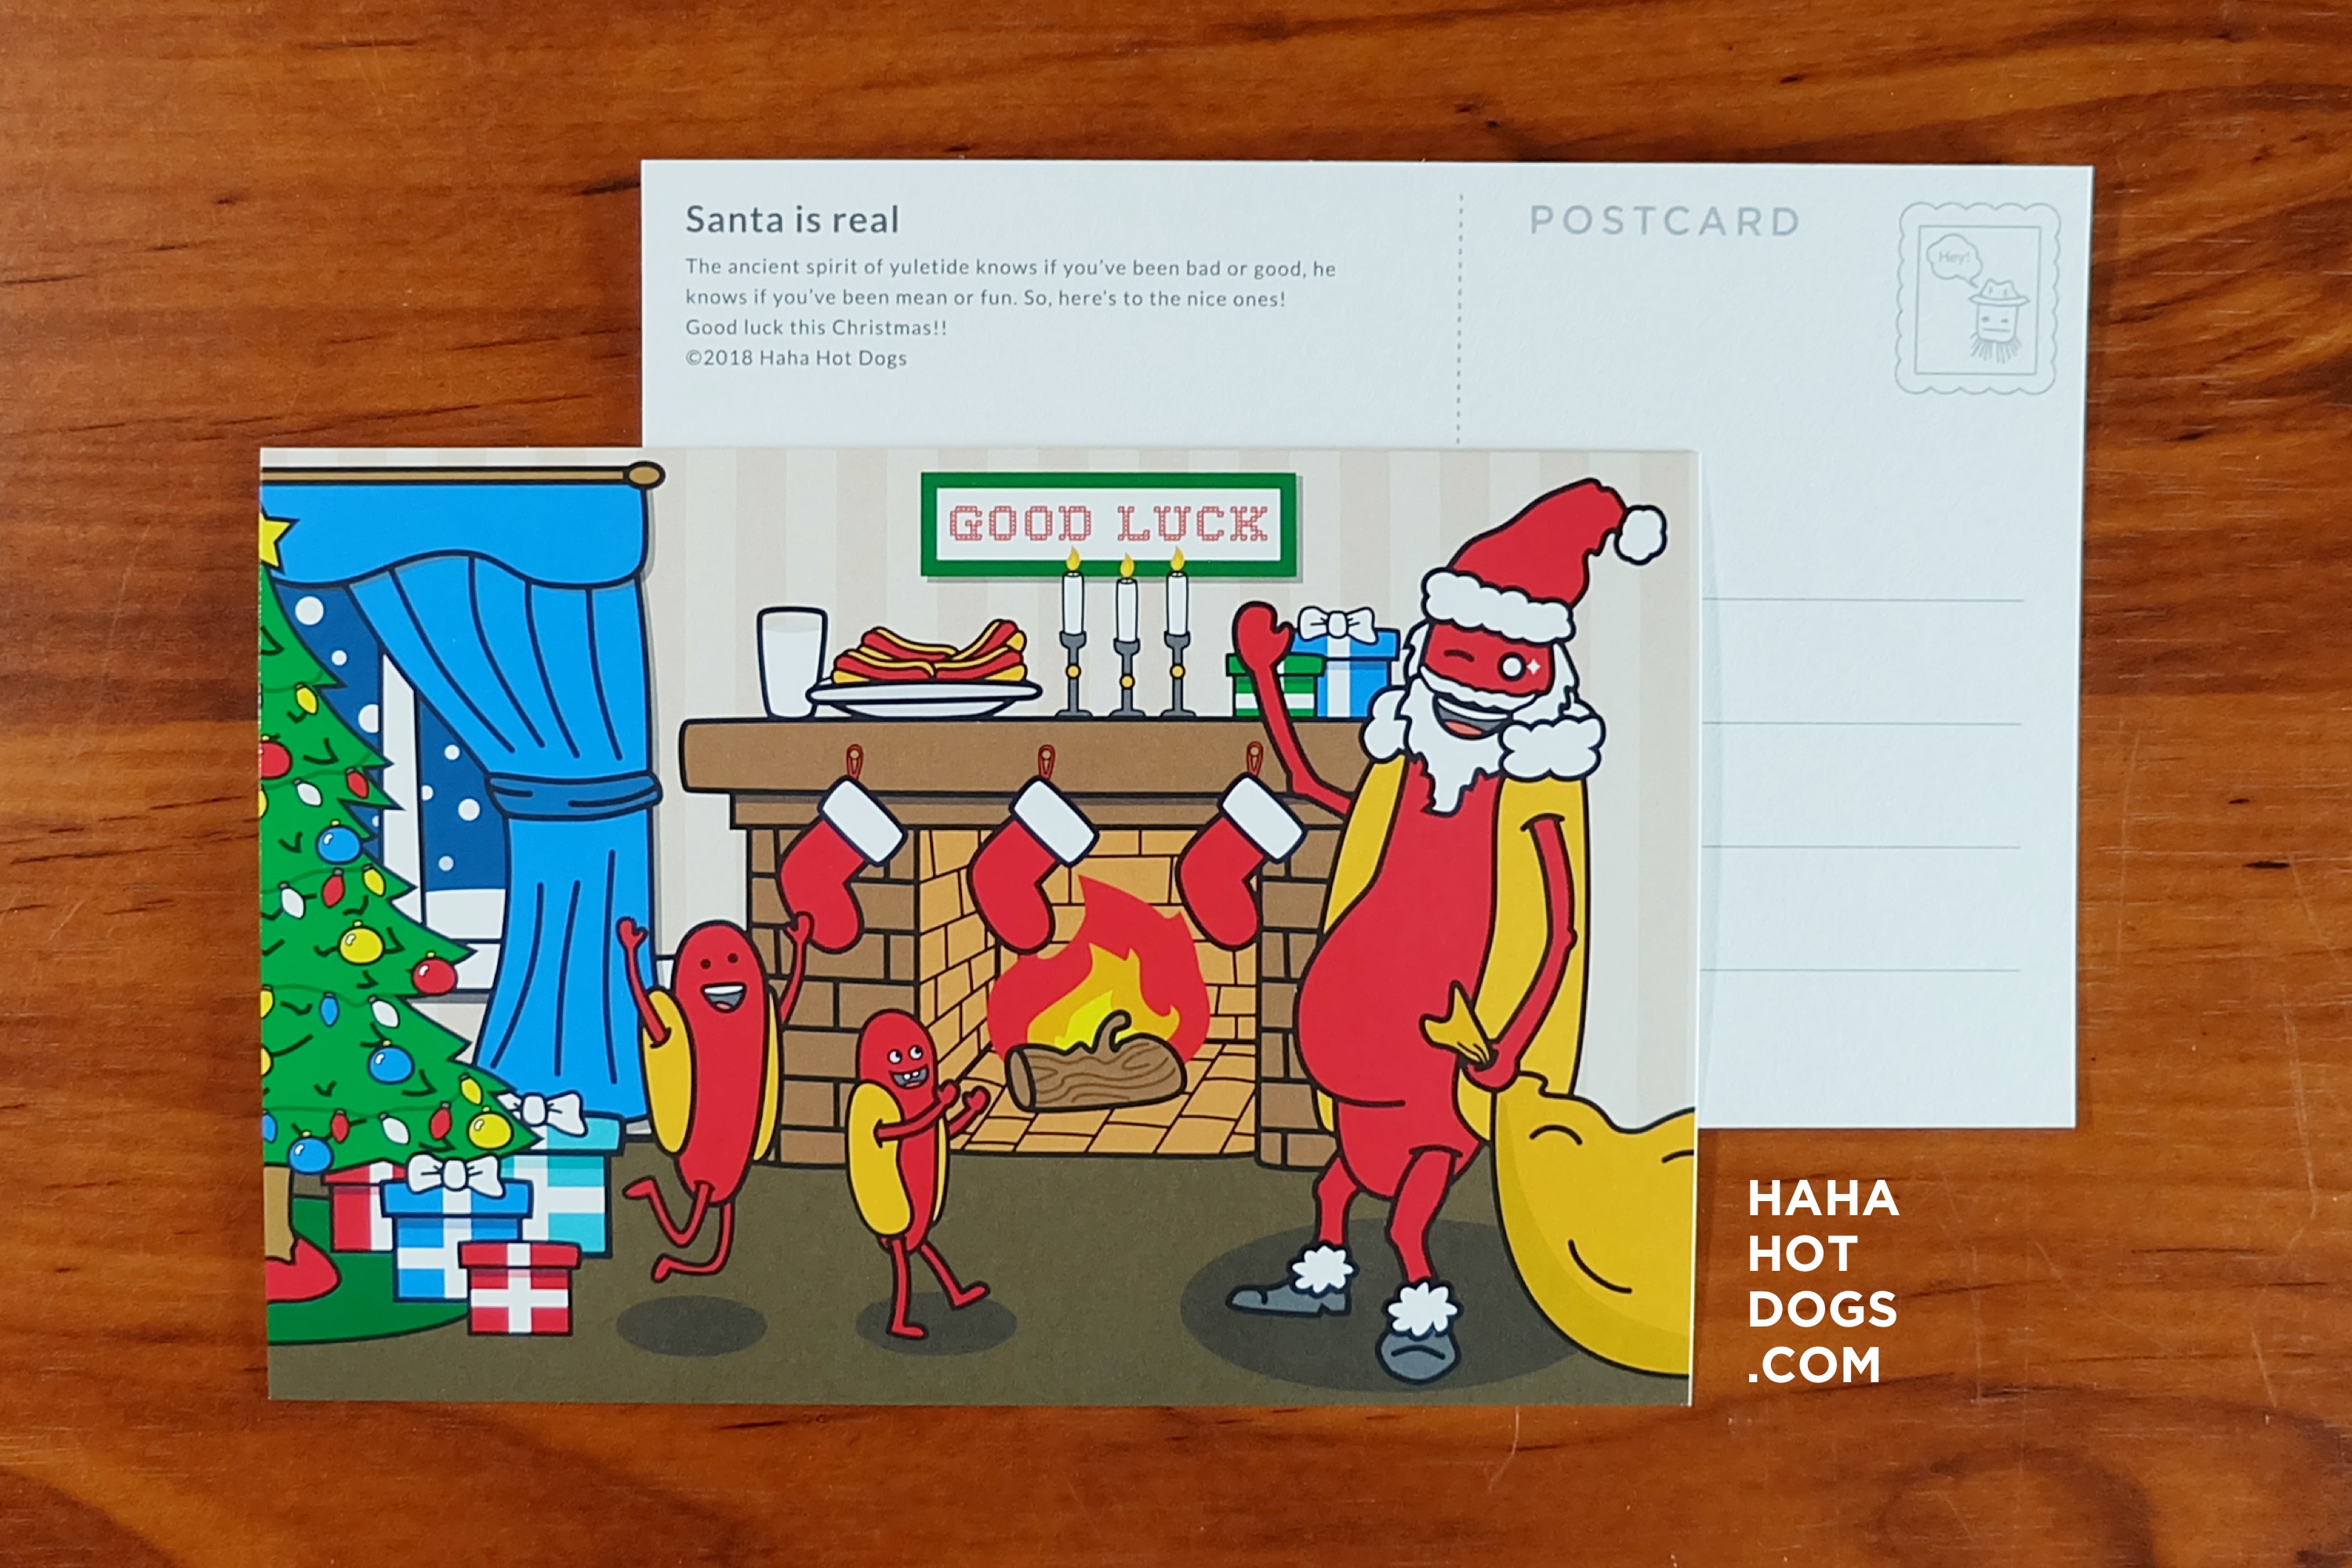 Santa is real
The ancient spirit of yuletide knows if you've been bad or good, he
knows if you've been mean or fun. So, here's to the nice ones!
Good luck this Christmas!!
©2018 Haha Hot Dogs
POSTCARD
Hey!
GOOD LUCK
HAHA
HOT
DOGS
.COM